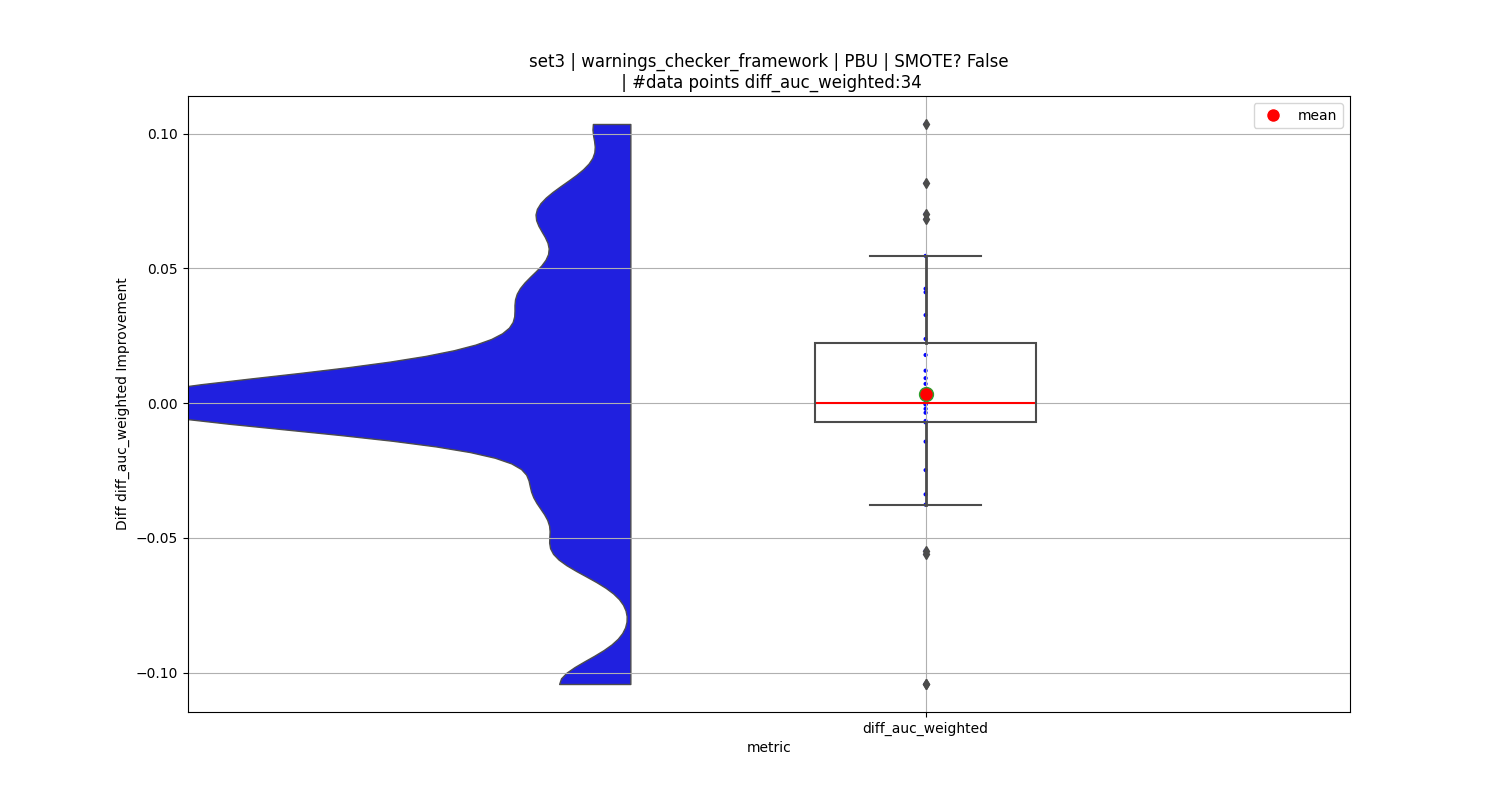 set3 | warnings_checker_framework | PBU | SMOTE? False
| #data points diff_auc_weighted:34
mean
0.10
0.05
0.00
−0.05
−0.10
Diff diff_auc_weighted Improvement
diff_auc_weighted
metric